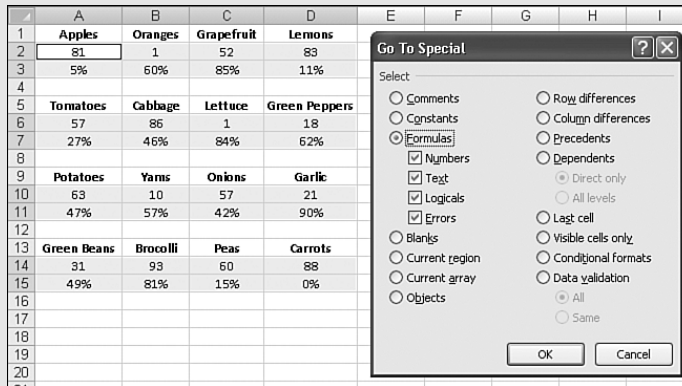 A B C D E F G H I
1 Apples Oranges Grapefruit Lemons
2 81 1 52 83
3 5% 60% 85% 11%
4
5 Tomatoes Cabbage Lettuce Green Peppers
6 57 86 1 18
7 27% 46% 84% 62%
8
9 Potatoes Yams Onions Garlic
10 63 10 57 21
11 47% 57% 42% 90%
12
13 Green Beans Brocolli Peas Carrots
14 31 93 60 88
15 49% 81% 15% 0%
16
17
18
19
20
Go To Special
Select
Comments
Constants
Formulas
Numbers
Text
Logicals
Errors
Blanks
Current region
Current array
Objects
Row differences
Column differences
Precedents
Dependents
Direct only
All levels
Last cell
Visible cells only
Conditional formats
Data validation
All
Same
OK Cancel